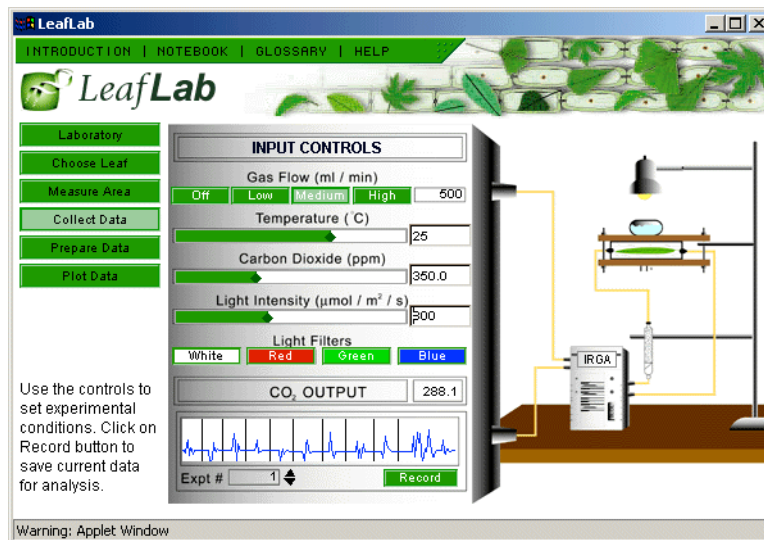 LeafLab
INTRODUCTION | NOTEBOOK | GLOSSARY | HELP
LeafLab
Laboratory
Choose Leaf
Measure Area
Collect Data
Prepare Data
Plot Data
Use the controls to
set experimental
conditions. Click on
Record button to
save current data
for analysis.
INPUT CONTROLS
Gas Flow (ml / min)
Off Low Medium High 500
Temperature (°C)
25
Carbon Dioxide (ppm)
350.0
Light Intensity (μmol / m² / s)
300
Light Filters
White Red Green Blue
CO₂ OUTPUT 288.1
Expt # 1 Record
IRGA
Warning: Applet Window